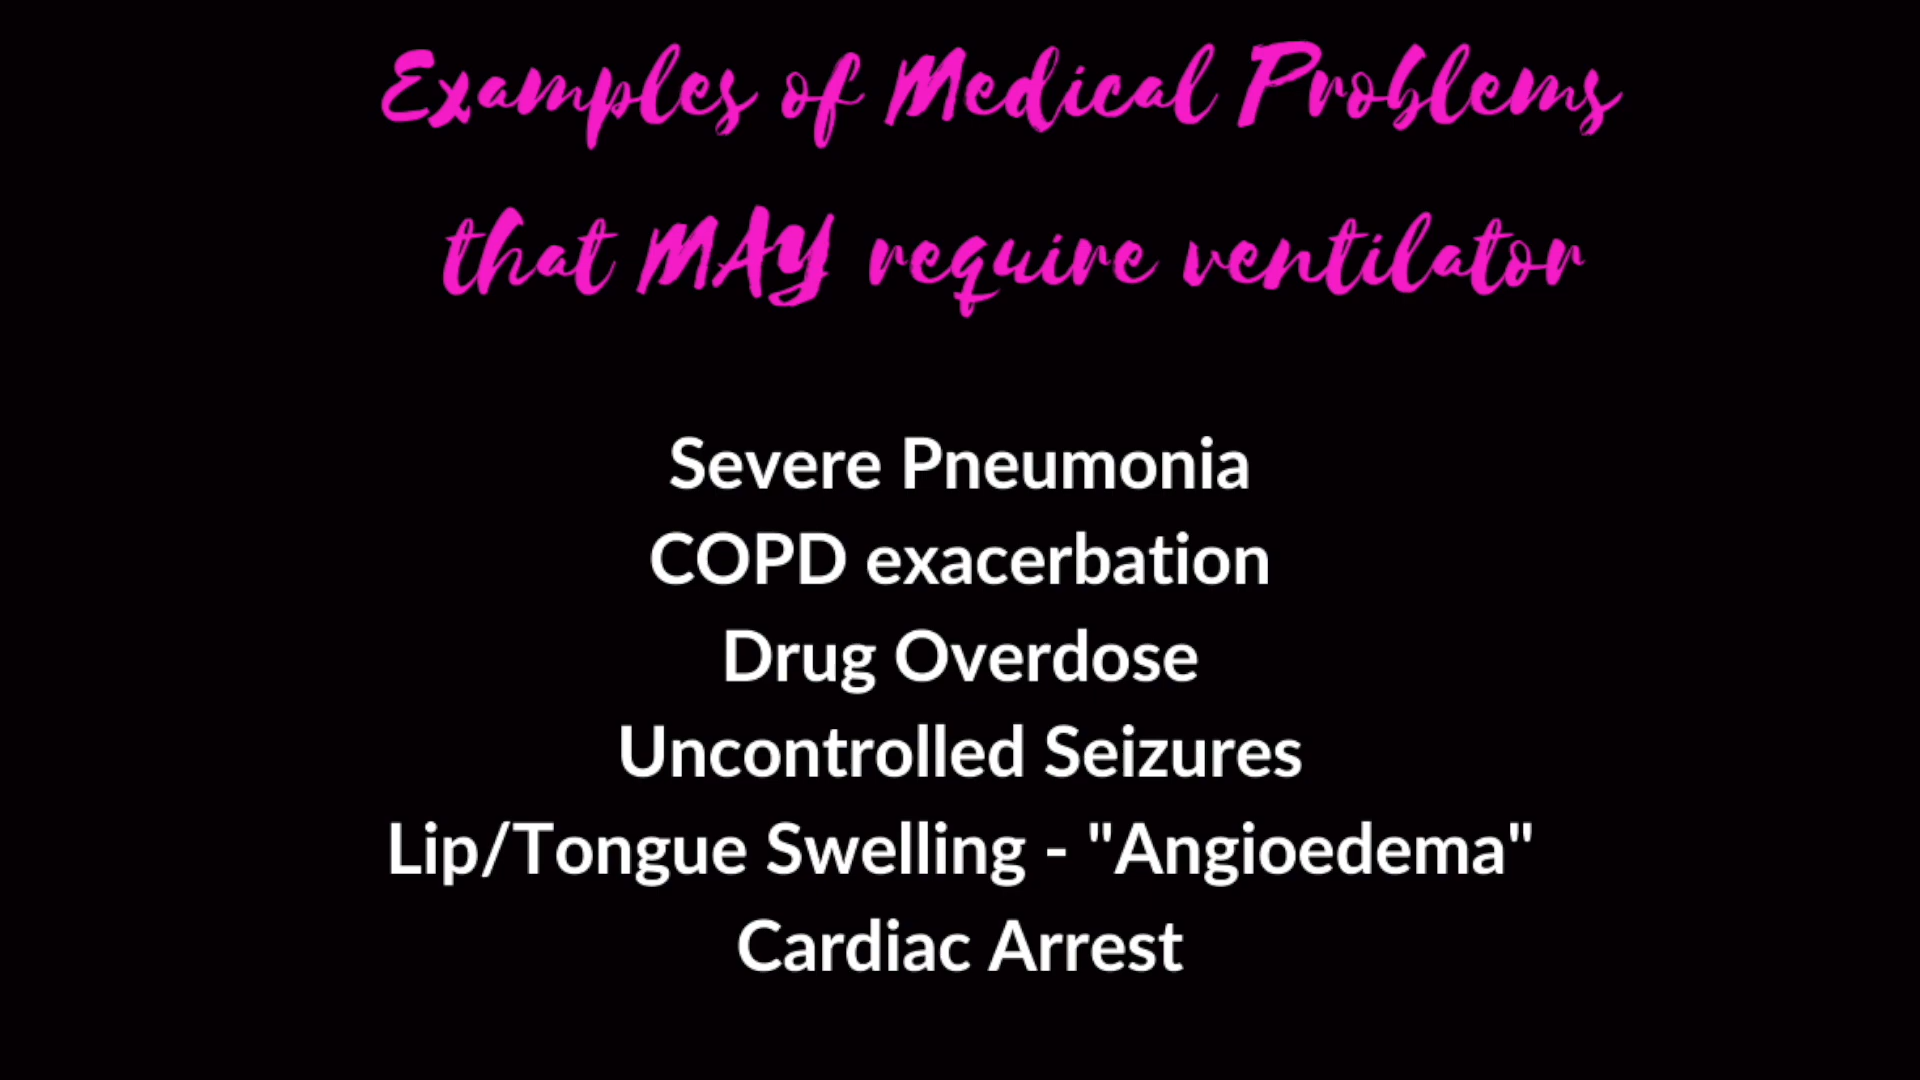 Examples of Medical Problems
that MAY require ventilator
Severe Pneumonia
COPD exacerbation
Drug Overdose
Uncontrolled Seizures
Lip/Tongue Swelling - "Angioedema"
Cardiac Arrest